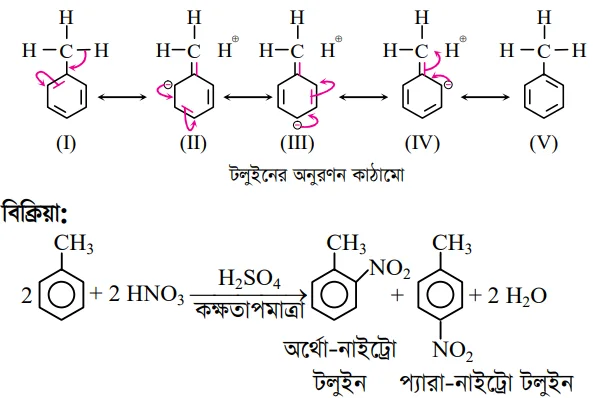 H H H H H
H C H H C H⊕ H C H⊕ H C H⊕ H C H
⊖ ⊖ ⊖
(I) (II) (III) (IV) (V)
টলুইনের অনুরণন কাঠামো
বিক্রিয়া:
CH3 CH3 CH3
2 + 2 HNO3 H2SO4 NO2 + + 2 H2O
কক্ষতাপমাত্রা
অর্থো-নাইট্রো NO2
টলুইন প্যারা-নাইট্রো টলুইন